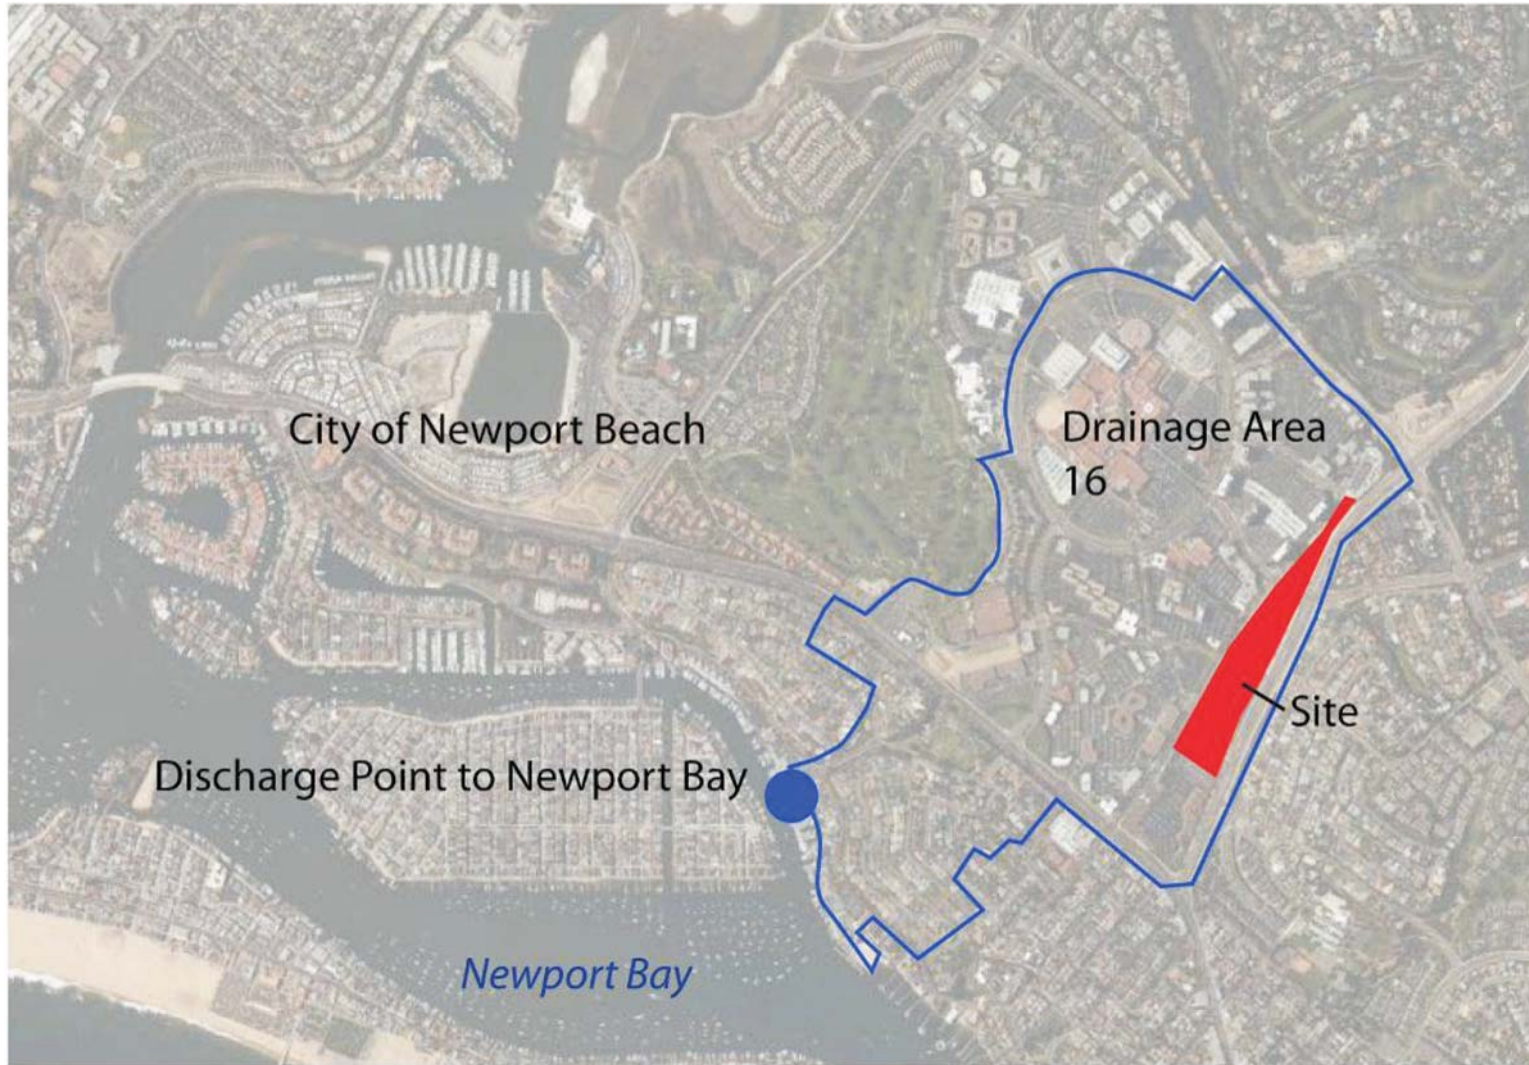 City of Newport Beach
Drainage Area
16
Site
Discharge Point to Newport Bay
Newport Bay